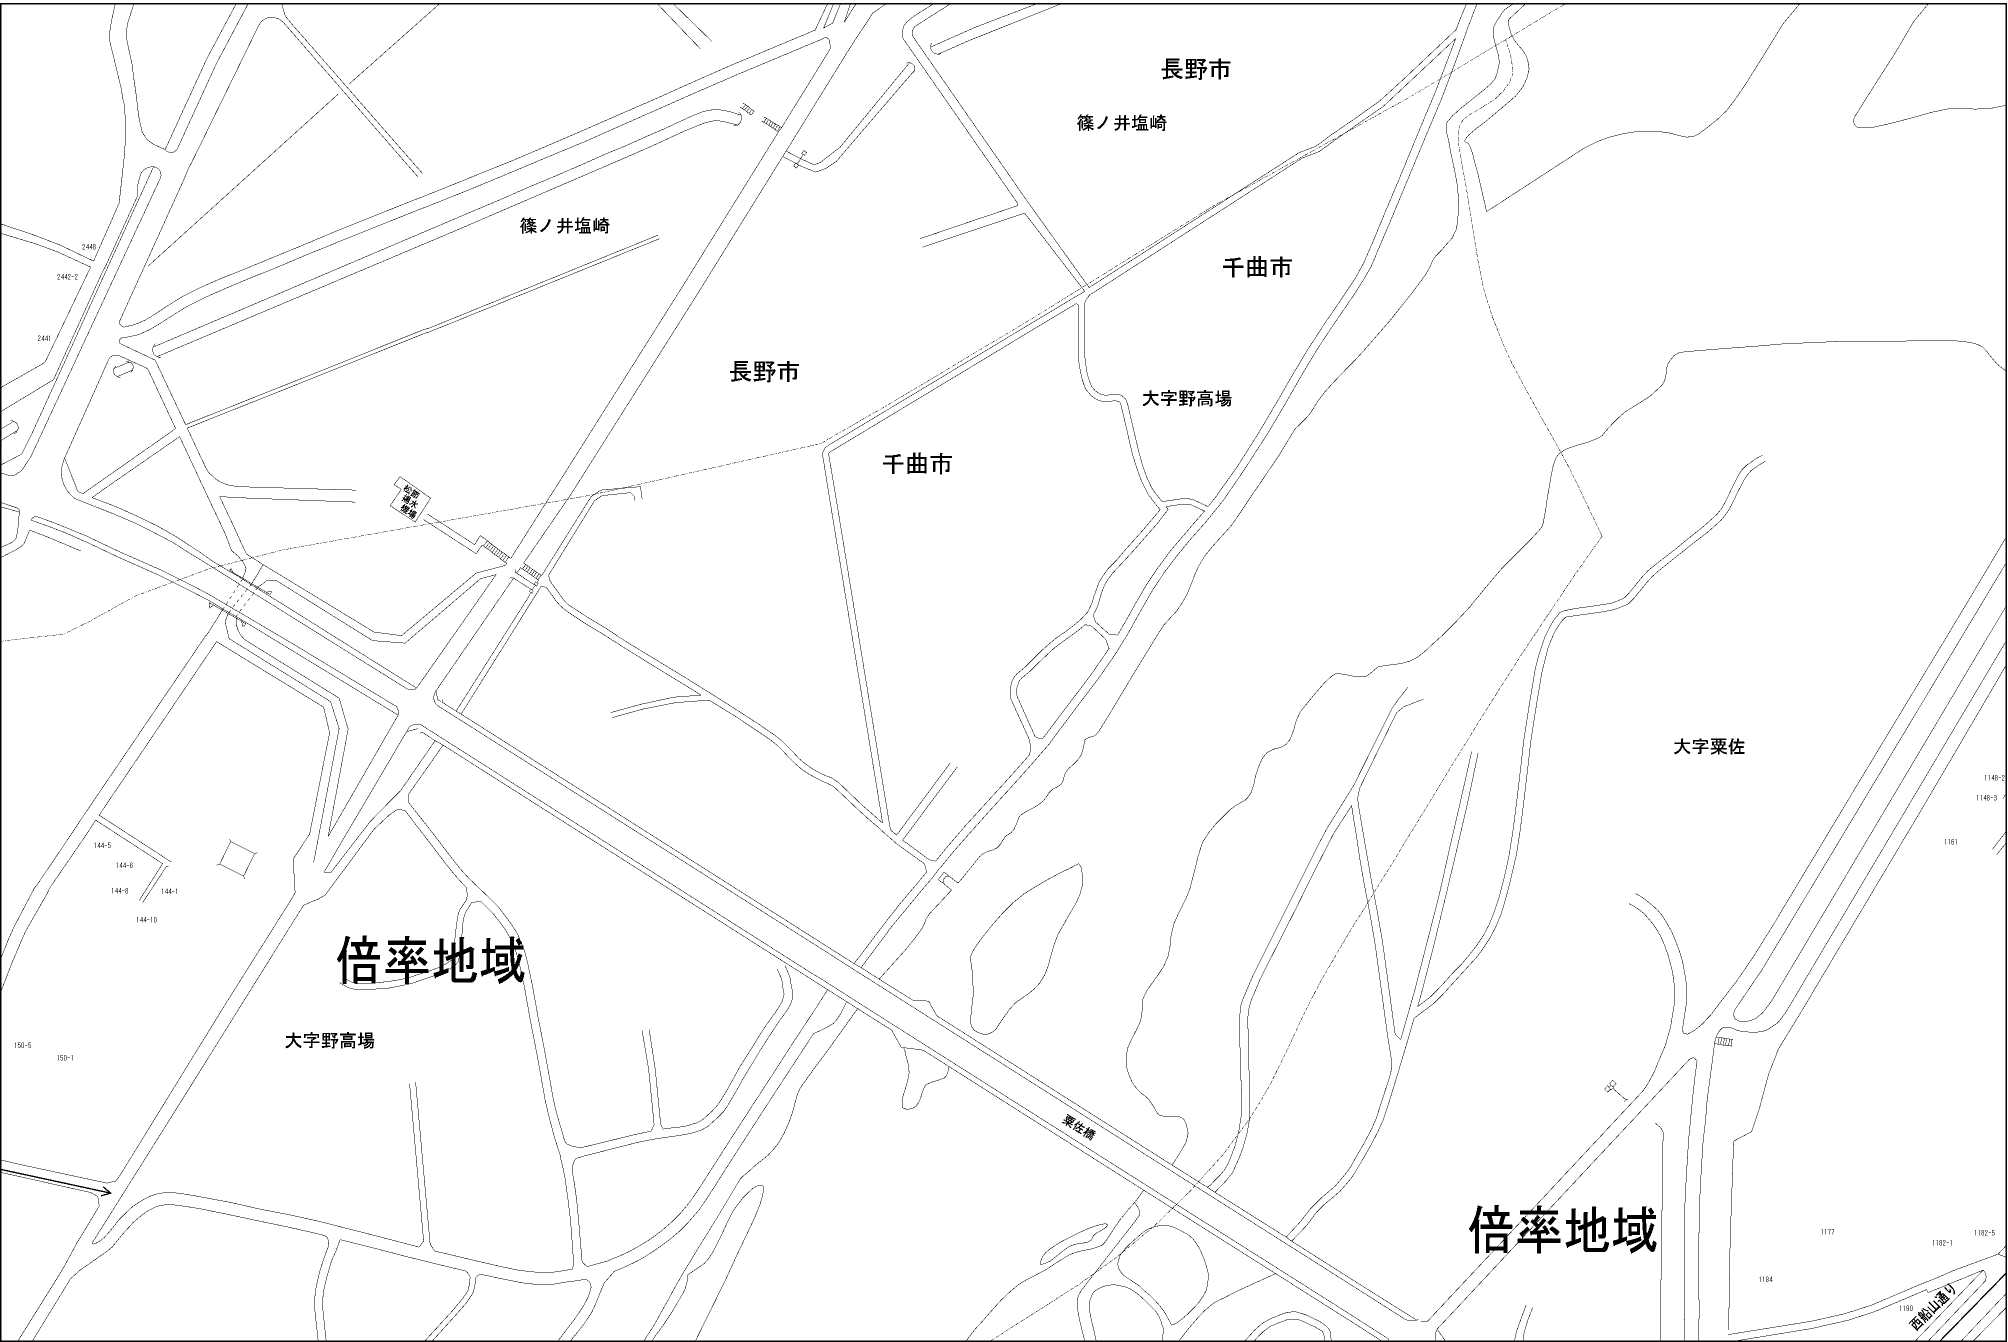 長野市
篠ノ井塩崎
篠ノ井塩崎
2448
2442-2
千曲市
2441
長野市
大字野高場
千曲市
排水
機場
大字粟佐
1148-2
1148-3
1161
144-5
144-6
144-8
144-1
144-10
倍率地域
大字野高場
150-5
150-1
粟佐橋
倍率地域
1177
1182-5
1182-1
1184
1190
西船山通り